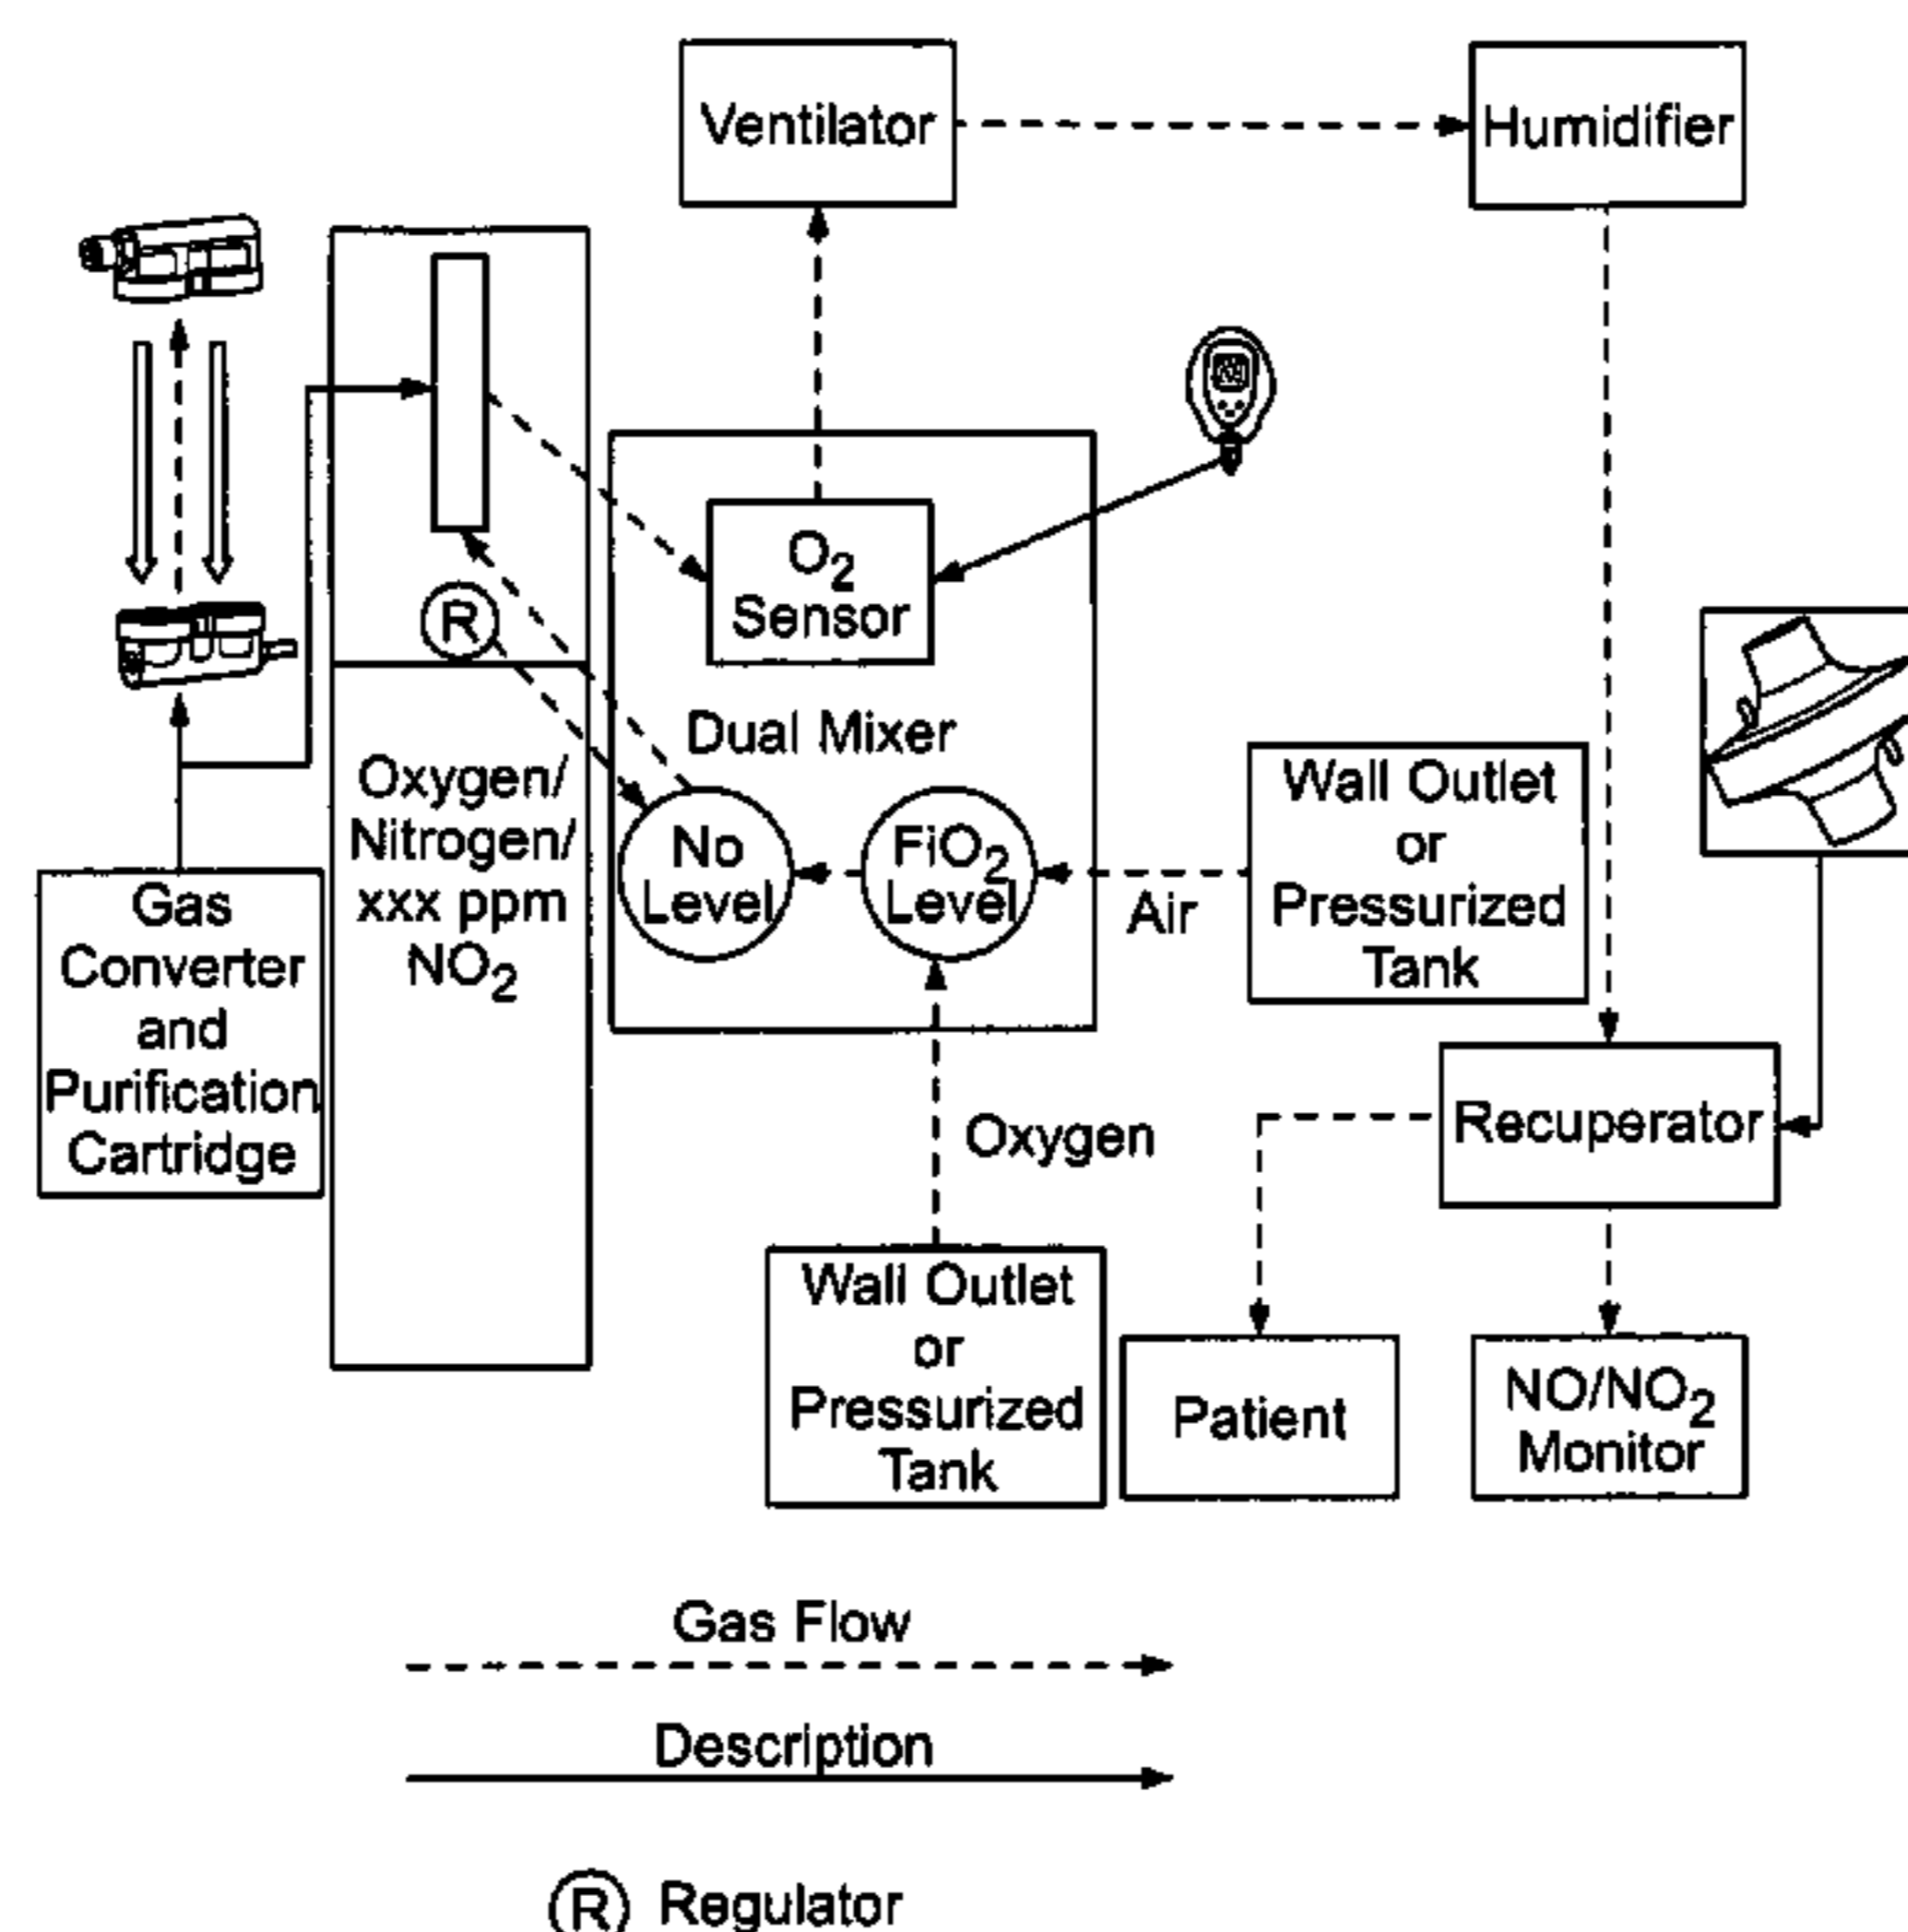 Ventilator
Humidifier
O2
Sensor
R
Dual Mixer
Oxygen/
Nitrogen/
xxx ppm
NO2
No
Level
FiO2
Level
Air
Wall Outlet
or
Pressurized
Tank
Gas
Converter
and
Purification
Cartridge
Oxygen
Recuperator
Wall Outlet
or
Pressurized
Tank
Patient
NO/NO2
Monitor
Gas Flow
Description
R Regulator